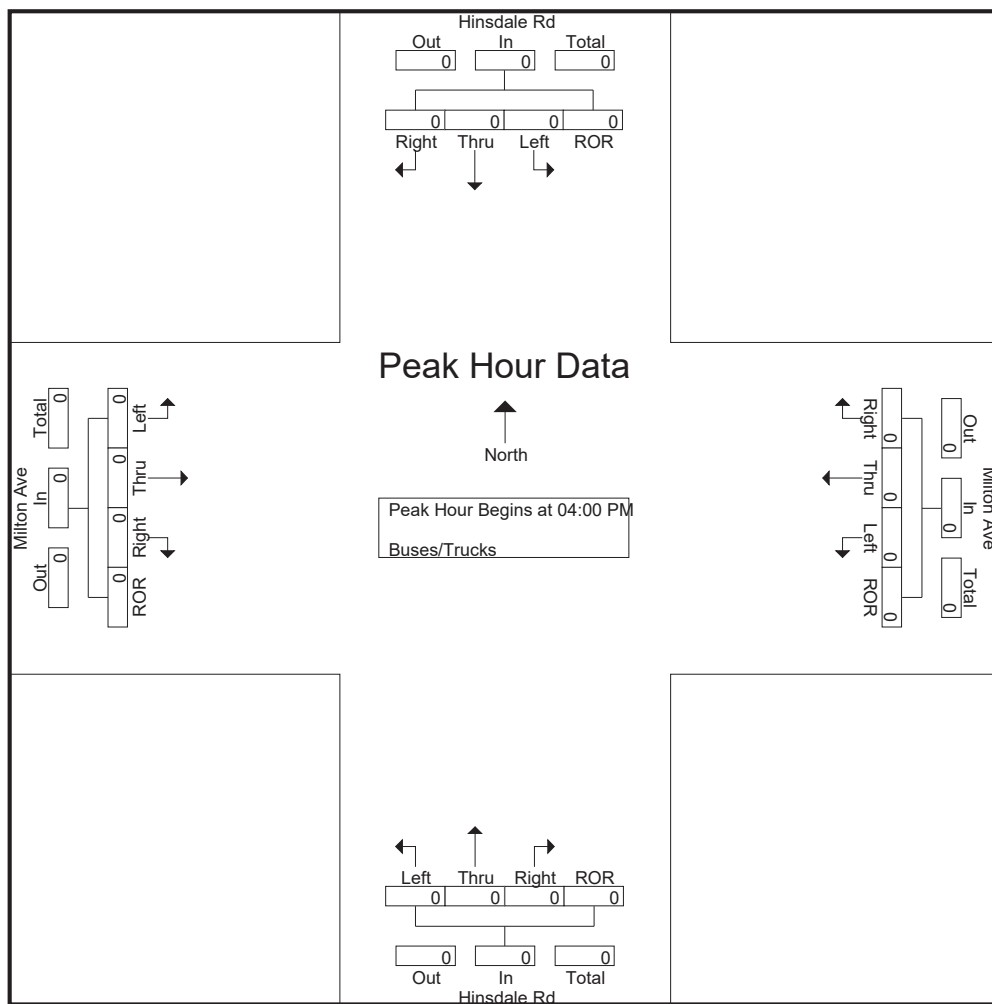 Hinsdale Rd
Out In Total
0 0 0
0 0 0 0
Right Thru Left ROR
Peak Hour Data
North
Peak Hour Begins at 04:00 PM
Buses/Trucks
Milton Ave
Out In Total
0 0 0
0 0 0 0
ROR Right Thru Left
Milton Ave
Out In Total
0 0 0
0 0 0 0
Right Thru Left ROR
Left Thru Right ROR
0 0 0 0
0 0 0
Out In Total
Hinsdale Rd